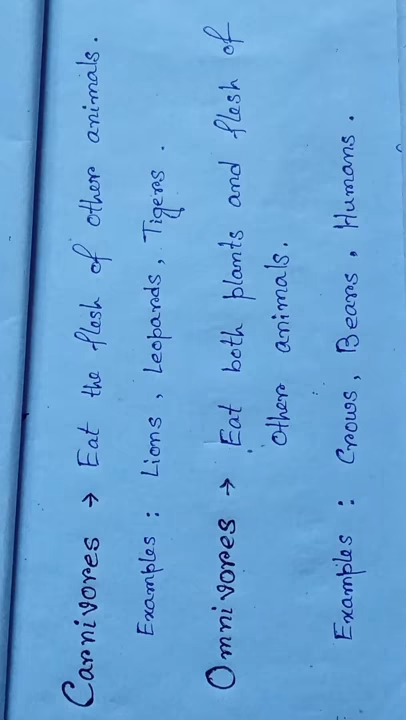 Carnivores → Eat the flesh of other animals.
Examples : Lions, Leopards, Tigers.
Omnivores → Eat both plants and flesh of
other animals.
Examples : Crows, Bears, Humans.